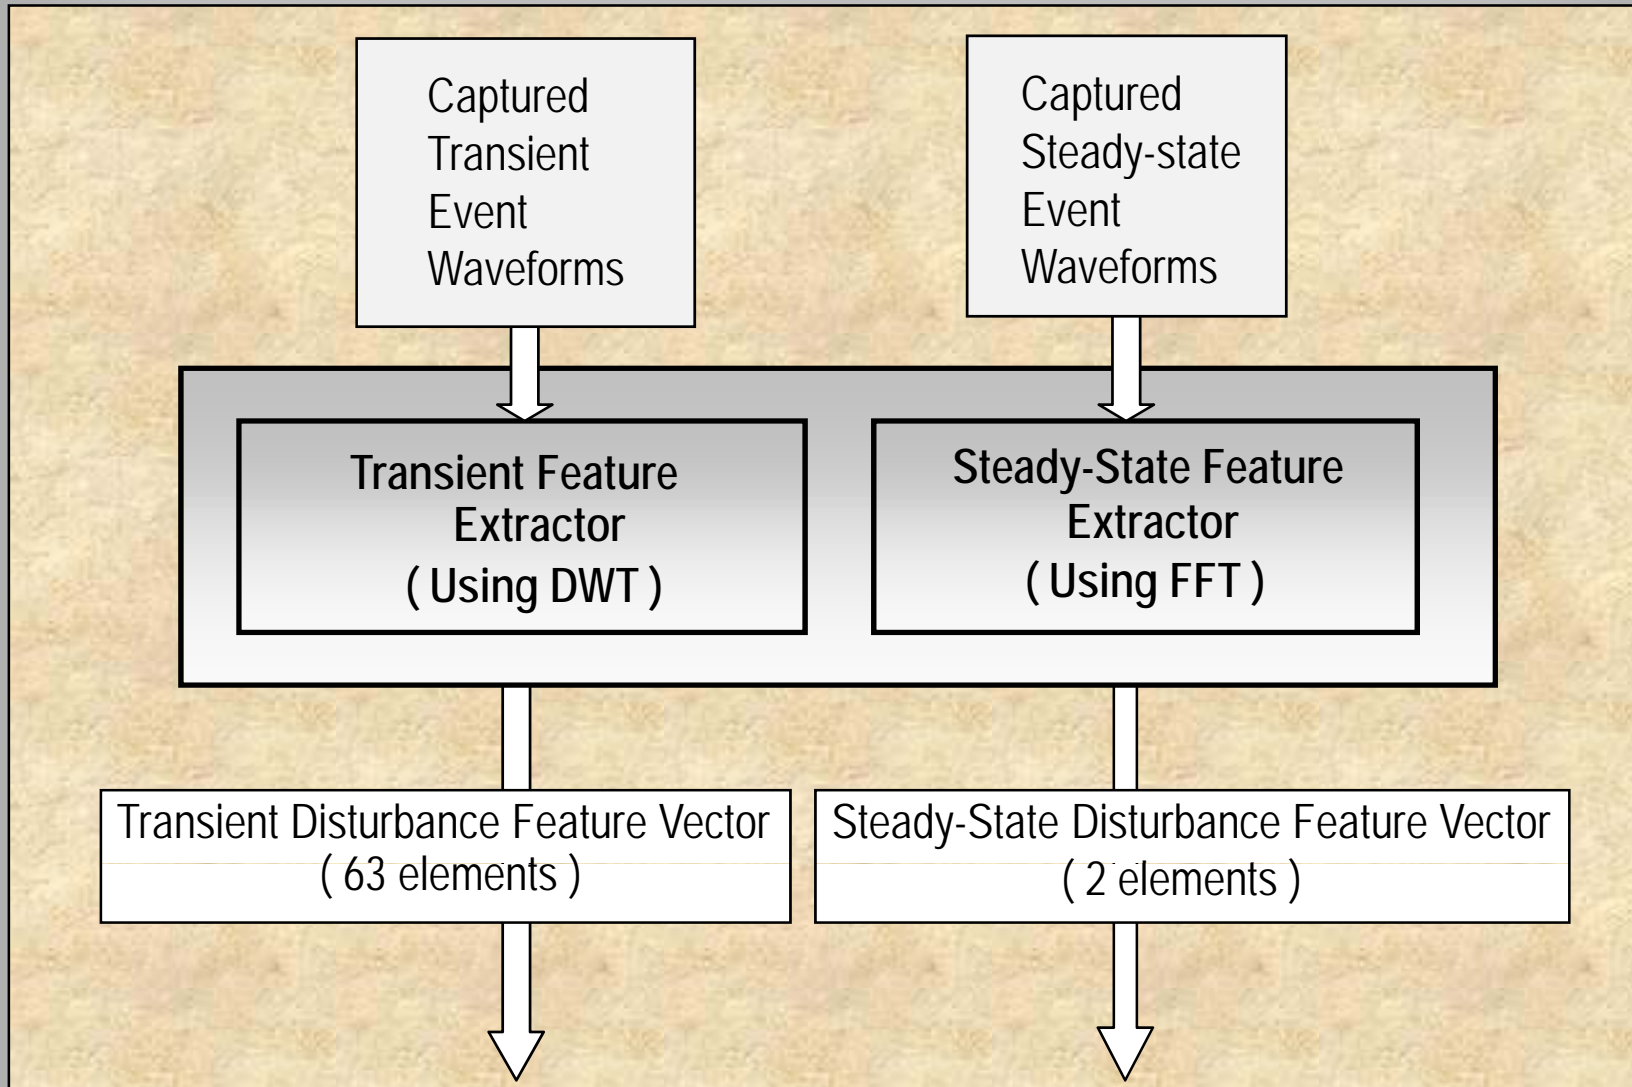 Captured
Transient
Event
Waveforms
Captured
Steady-state
Event
Waveforms
Transient Feature
Extractor
( Using DWT )
Steady-State Feature
Extractor
( Using FFT )
Transient Disturbance Feature Vector
( 63 elements )
Steady-State Disturbance Feature Vector
( 2 elements )